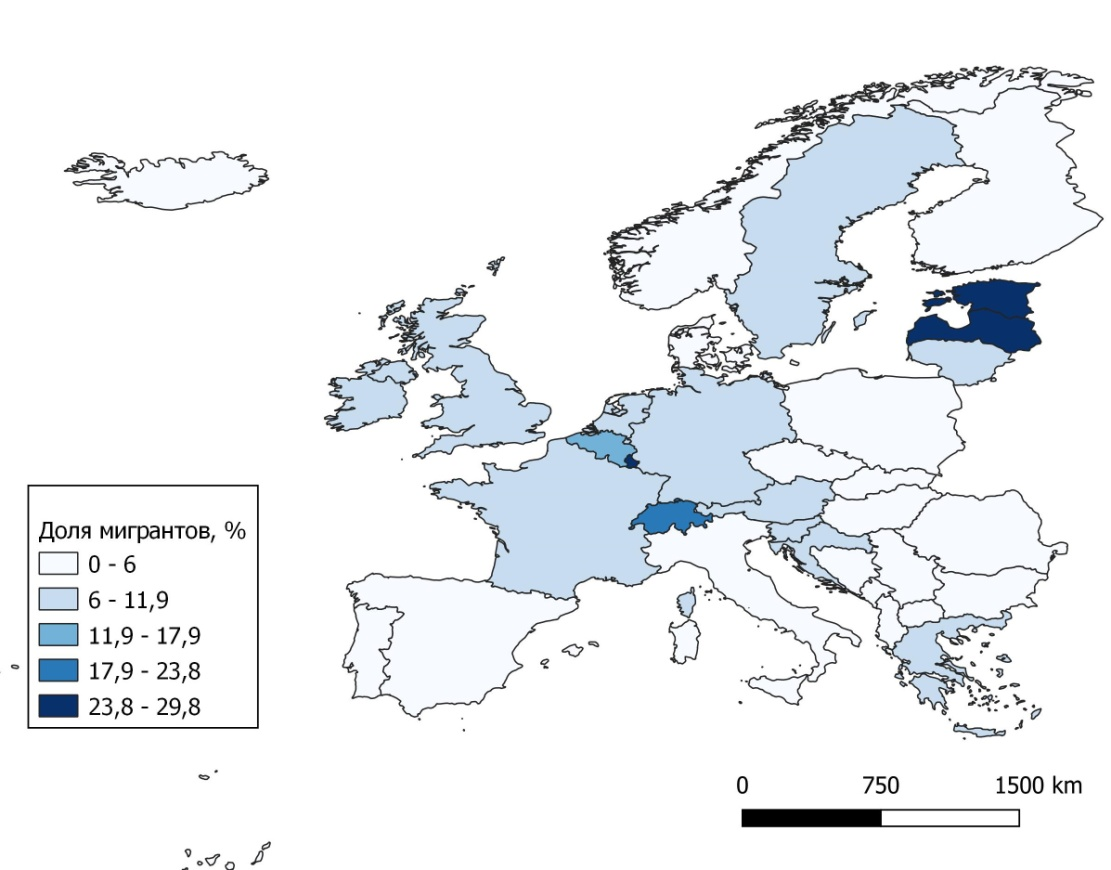 Доля мигрантов, %
0 - 6
6 - 11,9
11,9 - 17,9
17,9 - 23,8
23,8 - 29,8
0 750 1500 km